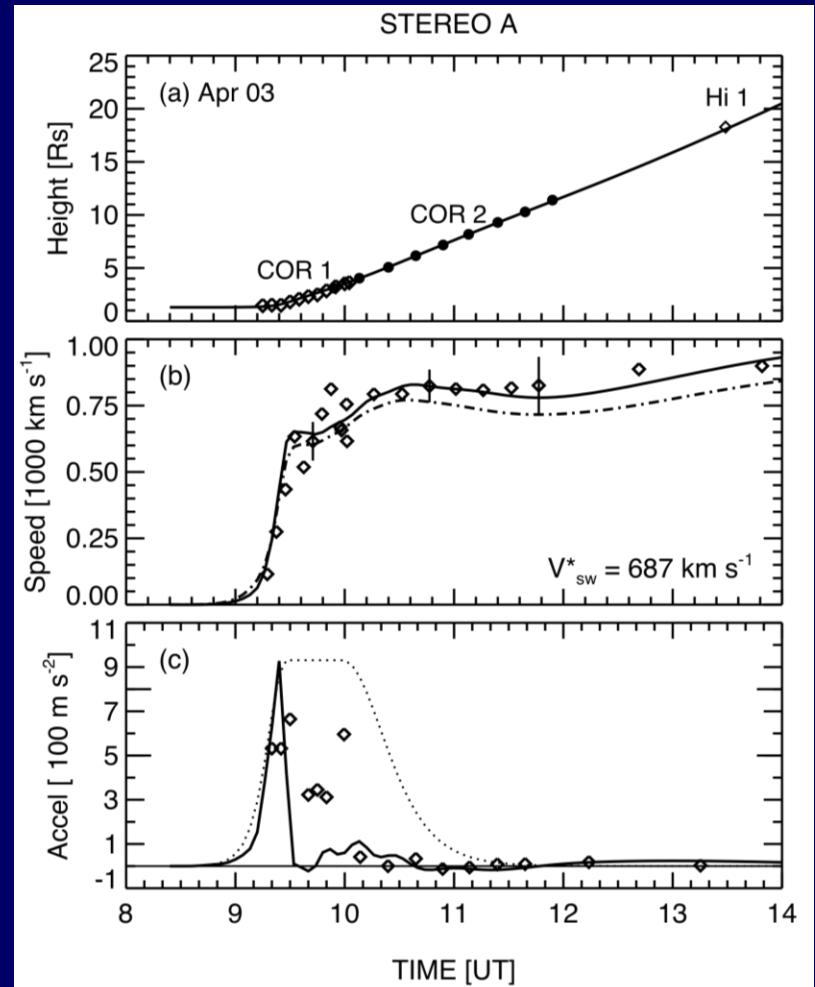 STEREO A
(a) Apr 03
Hi 1
COR 2
COR 1
Height [Rs]
25
20
15
10
5
0
(b)
V*sw = 687 km s-1
Speed [1000 km s-1]
1.00
0.75
0.50
0.25
0.00
(c)
Accel [ 100 m s-2]
11
9
7
5
3
1
-1
8 9 10 11 12 13 14
TIME [UT]